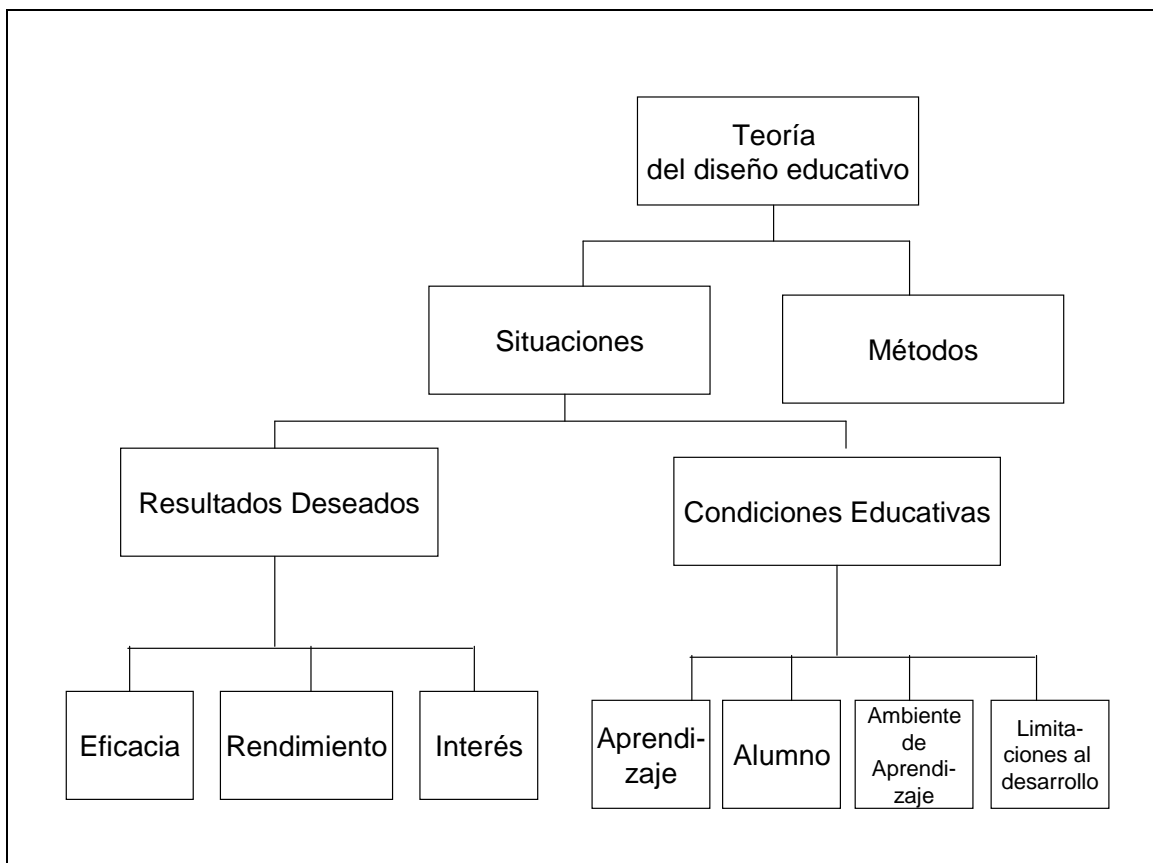 Teoría
del diseño educativo
Situaciones
Métodos
Resultados Deseados
Condiciones Educativas
Eficacia
Rendimiento
Interés
Aprendi-
zaje
Alumno
Ambiente
de
Aprendi-
zaje
Limita-
ciones al
desarrollo